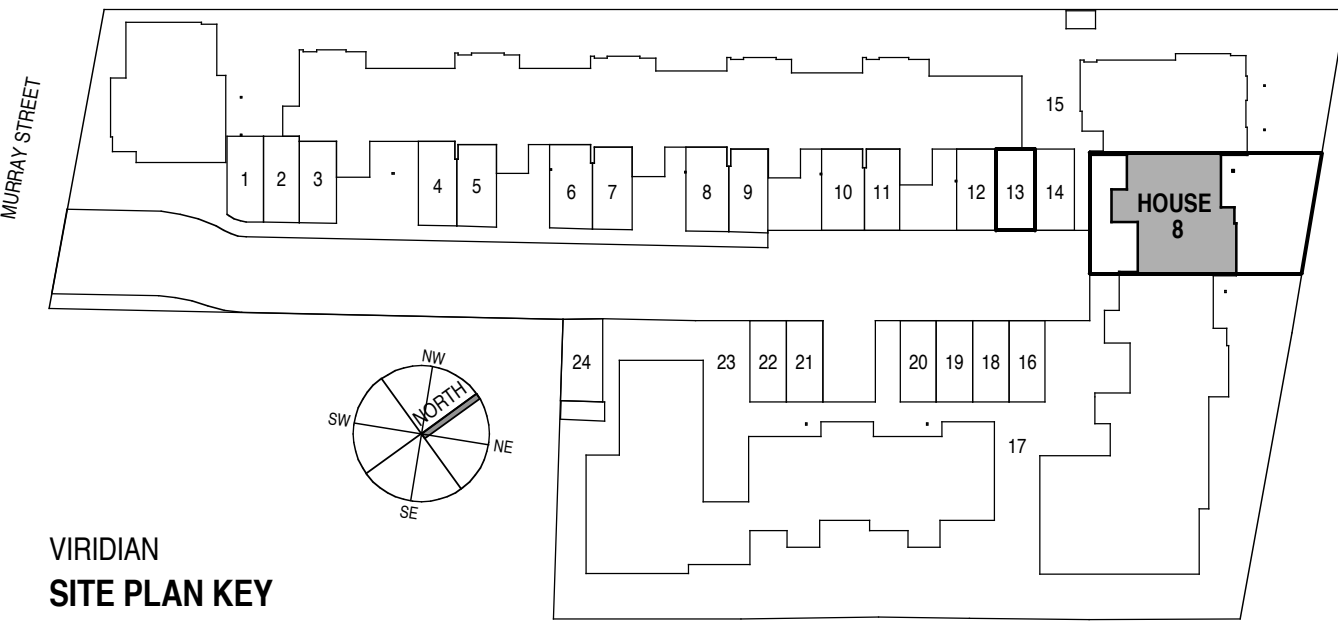 MURRAY STREET
15
1 2 3 4 5 6 7 8 9 10 11 12 13 14
HOUSE
8
24 23 22 21 20 19 18 16
17
NW
NORTH
SW
NE
SE
VIRIDIAN
SITE PLAN KEY